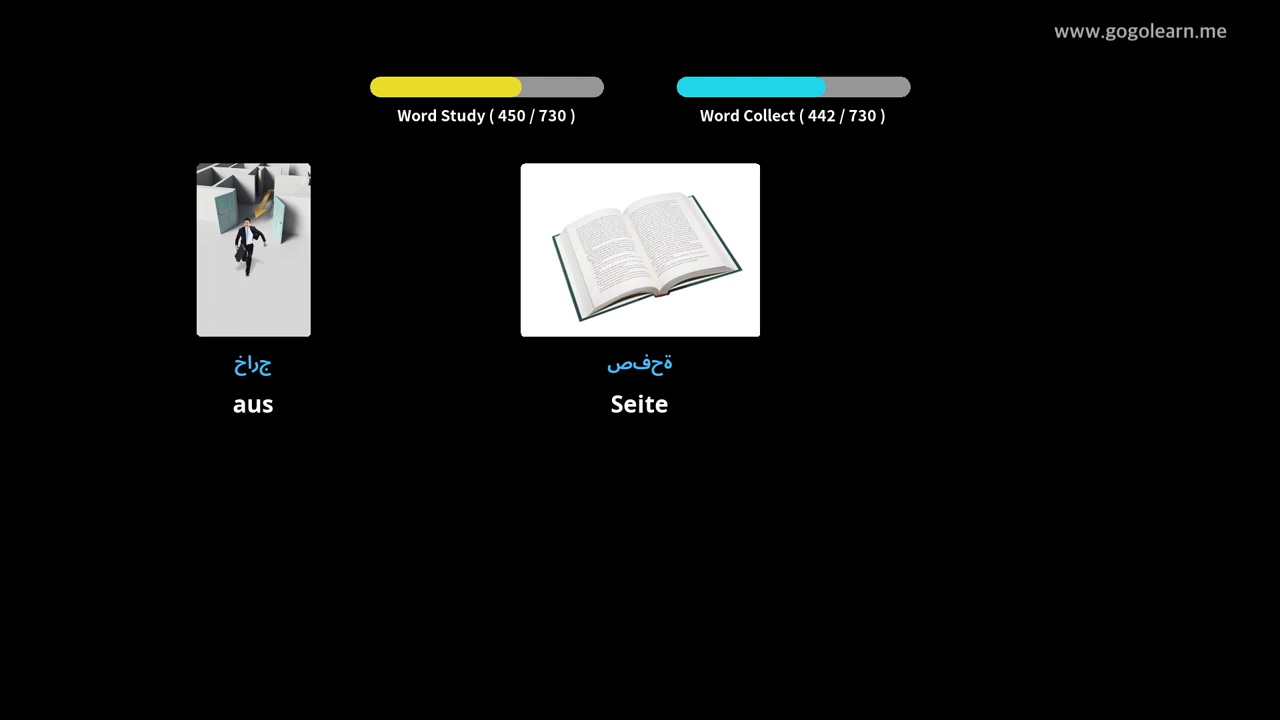 www.gogolearn.me
Word Study ( 450 / 730 )
Word Collect ( 442 / 730 )
خارج
aus
صفحة
Seite